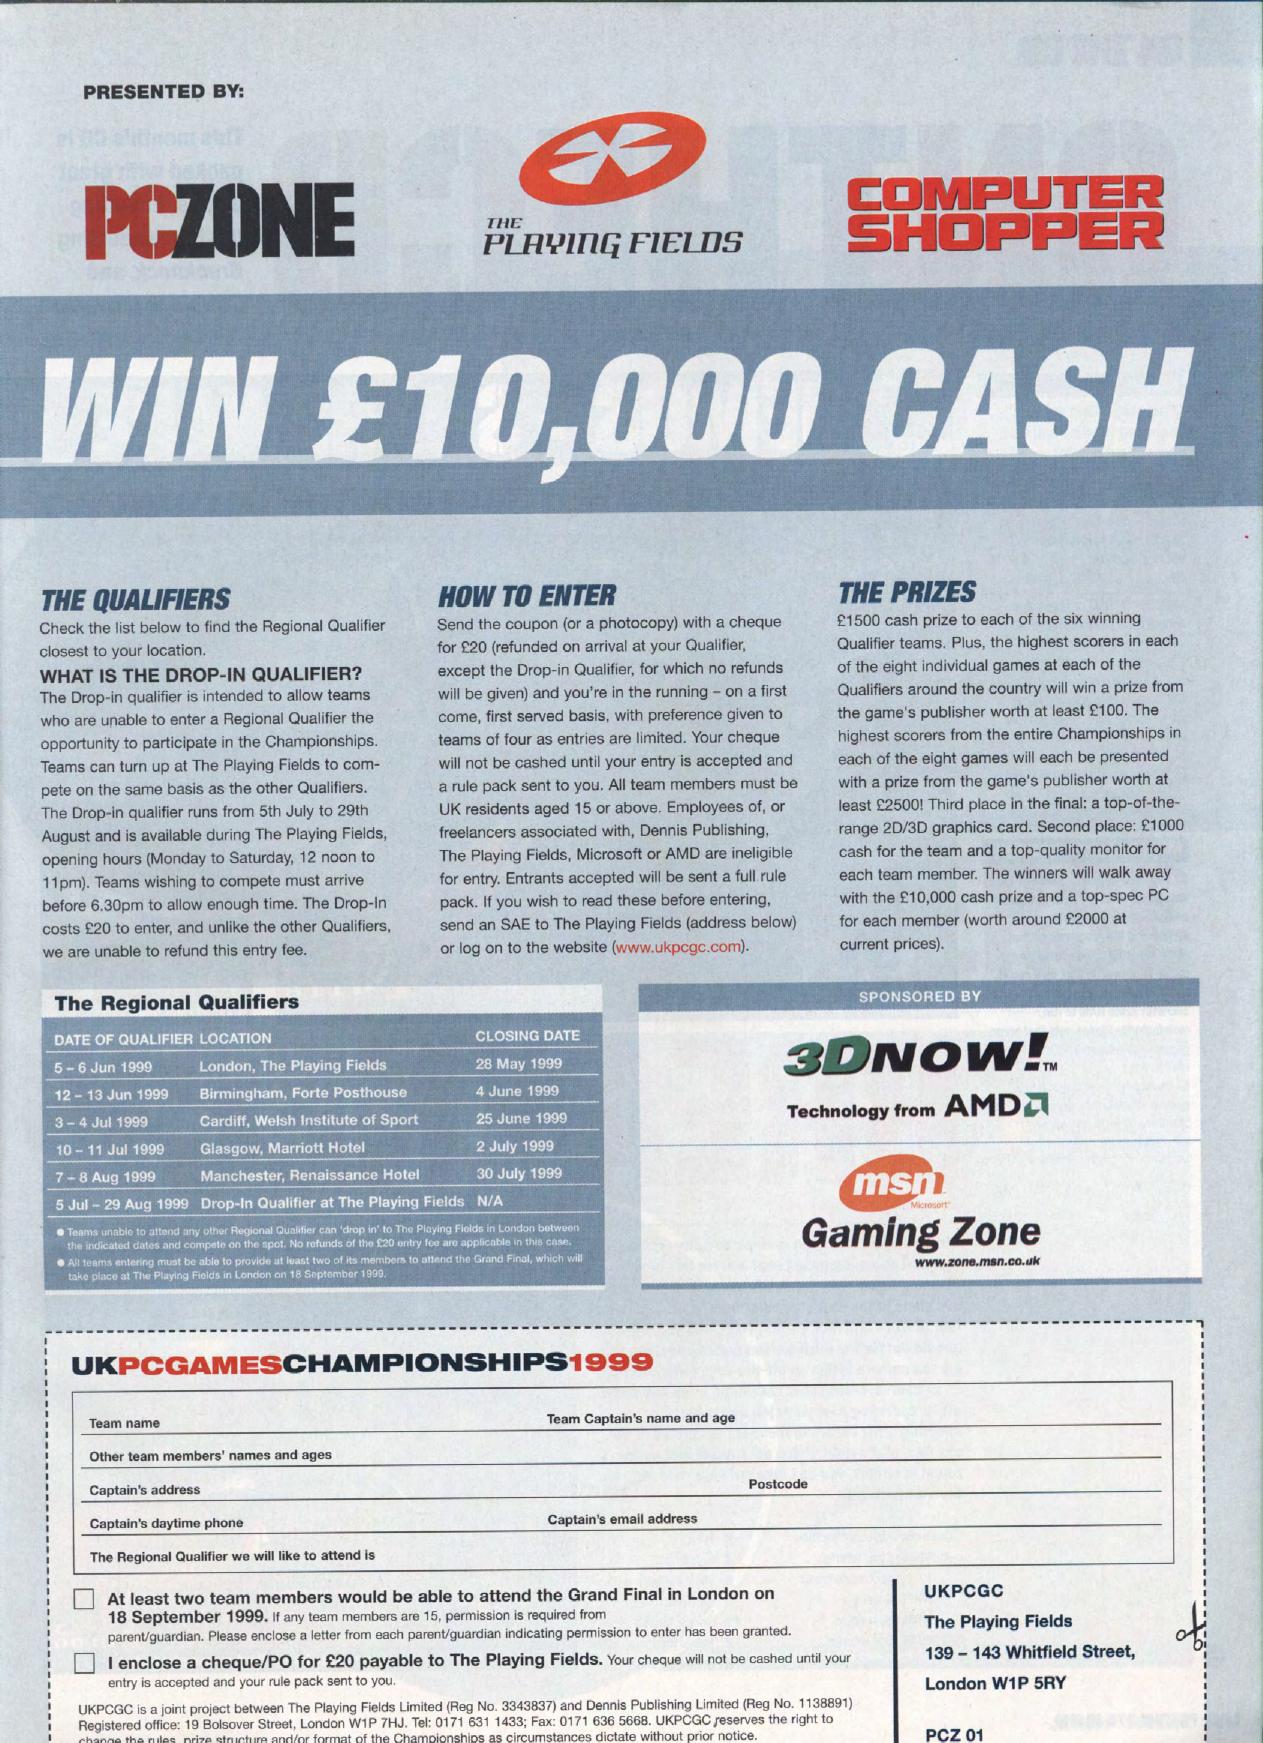 PRESENTED BY:
PCZONE
THE
PLAYING FIELDS
COMPUTER
SHOPPER
WIN £10,000 CASH
THE QUALIFIERS
Check the list below to find the Regional Qualifier
closest to your location.
WHAT IS THE DROP-IN QUALIFIER?
The Drop-in qualifier is intended to allow teams
who are unable to enter a Regional Qualifier the
opportunity to participate in the Championships.
Teams can turn up at The Playing Fields to com-
pete on the same basis as the other Qualifiers.
The Drop-in qualifier runs from 5th July to 29th
August and is available during The Playing Fields,
opening hours (Monday to Saturday, 12 noon to
11pm). Teams wishing to compete must arrive
before 6.30pm to allow enough time. The Drop-In
costs £20 to enter, and unlike the other Qualifiers,
we are unable to refund this entry fee.
HOW TO ENTER
Send the coupon (or a photocopy) with a cheque
for £20 (refunded on arrival at your Qualifier,
except the Drop-in Qualifier, for which no refunds
will be given) and you're in the running – on a first
come, first served basis, with preference given to
teams of four as entries are limited. Your cheque
will not be cashed until your entry is accepted and
a rule pack sent to you. All team members must be
UK residents aged 15 or above. Employees of, or
freelancers associated with, Dennis Publishing,
The Playing Fields, Microsoft or AMD are ineligible
for entry. Entrants accepted will be sent a full rule
pack. If you wish to read these before entering,
send an SAE to The Playing Fields (address below)
or log on to the website (www.ukpcgc.com).
THE PRIZES
£1500 cash prize to each of the six winning
Qualifier teams. Plus, the highest scorers in each
of the eight individual games at each of the
Qualifiers around the country will win a prize from
the game's publisher worth at least £100. The
highest scorers from the entire Championships in
each of the eight games will each be presented
with a prize from the game's publisher worth at
least £2500! Third place in the final: a top-of-the-
range 2D/3D graphics card. Second place: £1000
cash for the team and a top-quality monitor for
each team member. The winners will walk away
with the £10,000 cash prize and a top-spec PC
for each member (worth around £2000 at
current prices).
The Regional Qualifiers
DATE OF QUALIFIER LOCATION CLOSING DATE
5 – 6 Jun 1999 London, The Playing Fields 28 May 1999
12 – 13 Jun 1999 Birmingham, Forte Posthouse 4 June 1999
3 – 4 Jul 1999 Cardiff, Welsh Institute of Sport 25 June 1999
10 – 11 Jul 1999 Glasgow, Marriott Hotel 2 July 1999
7 – 8 Aug 1999 Manchester, Renaissance Hotel 30 July 1999
5 Jul – 29 Aug 1999 Drop-In Qualifier at The Playing Fields N/A
● Teams unable to attend any other Regional Qualifier can 'drop in' to The Playing Fields in London between
the indicated dates and compete on the spot. No refunds of the £20 entry fee are applicable in this case.
● All teams entering must be able to provide at least two of its members to attend the Grand Final, which will
take place at The Playing Fields in London on 18 September 1999.
SPONSORED BY
3DNOW!™
Technology from AMD
msn
Microsoft
Gaming Zone
www.zone.msn.co.uk
UKPCGAMESCHAMPIONSHIPS1999
Team name Team Captain's name and age
Other team members' names and ages
Captain's address Postcode
Captain's daytime phone Captain's email address
The Regional Qualifier we will like to attend is
At least two team members would be able to attend the Grand Final in London on
18 September 1999. If any team members are 15, permission is required from
parent/guardian. Please enclose a letter from each parent/guardian indicating permission to enter has been granted.
I enclose a cheque/PO for £20 payable to The Playing Fields. Your cheque will not be cashed until your
entry is accepted and your rule pack sent to you.
UKPCGC is a joint project between The Playing Fields Limited (Reg No. 3343837) and Dennis Publishing Limited (Reg No. 1138891)
Registered office: 19 Bolsover Street, London W1P 7HJ. Tel: 0171 631 1433; Fax: 0171 636 5668. UKPCGC reserves the right to
change the rules, prize structure and/or format of the Championships as circumstances dictate without prior notice.
UKPCGC
The Playing Fields
139 – 143 Whitfield Street,
London W1P 5RY
PCZ 01